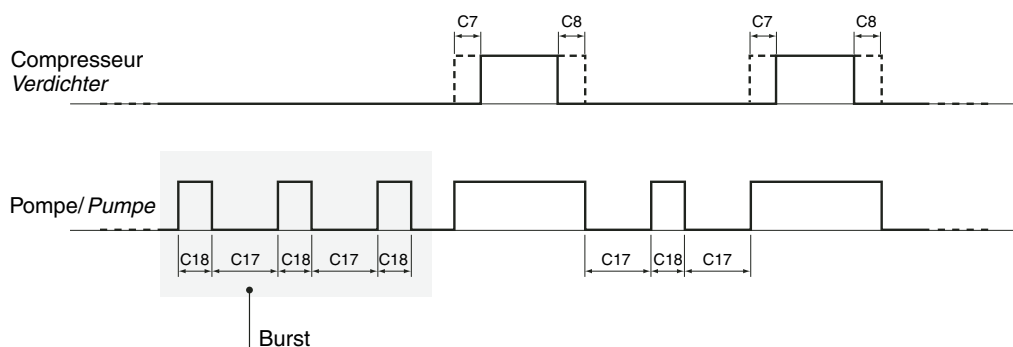 C7 C8 C7 C8
Compresseur
Verdichter
Pompe/Pumpe
C18 C17 C18 C17 C18 C17 C18 C17
Burst